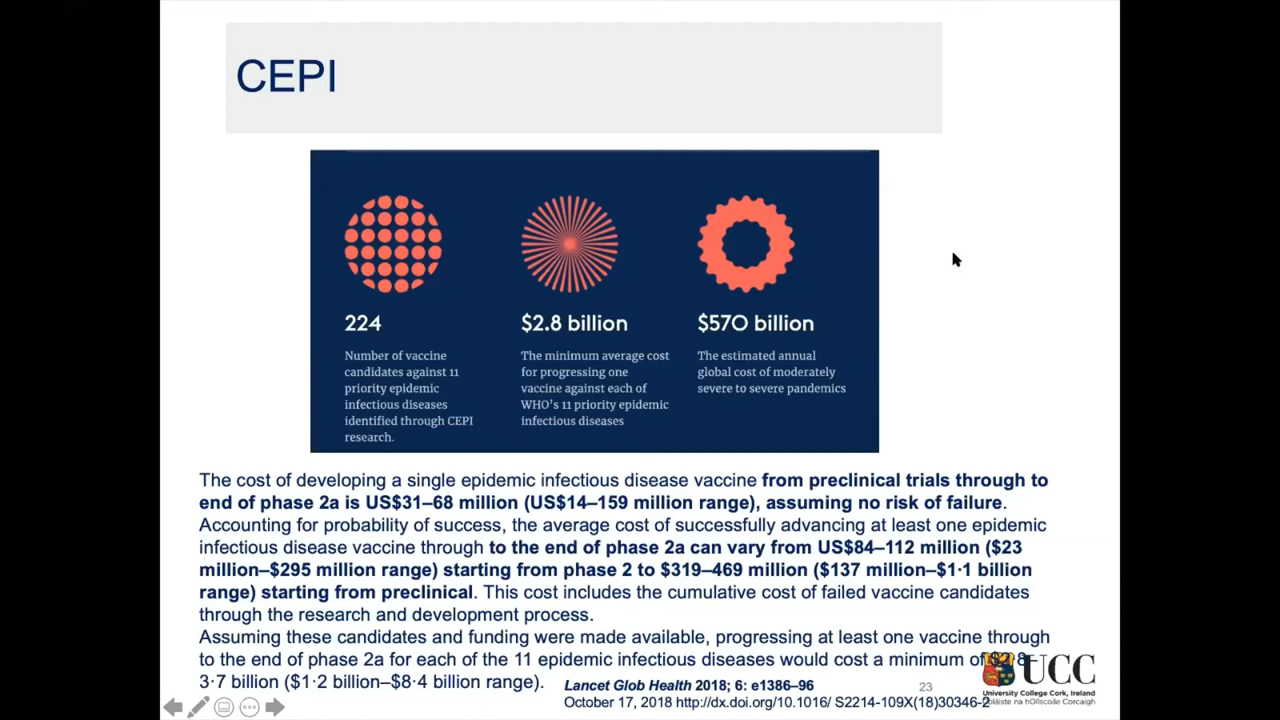 CEPI
224
Number of vaccine
candidates against 11
priority epidemic
infectious diseases
identified through CEPI
research.
$2.8 billion
The minimum average cost
for progressing one
vaccine against each of
WHO's 11 priority epidemic
infectious diseases
$570 billion
The estimated annual
global cost of moderately
severe to severe pandemics
The cost of developing a single epidemic infectious disease vaccine from preclinical trials through to
end of phase 2a is US$31–68 million (US$14–159 million range), assuming no risk of failure.
Accounting for probability of success, the average cost of successfully advancing at least one epidemic
infectious disease vaccine through to the end of phase 2a can vary from US$84–112 million ($23
million–$295 million range) starting from phase 2 to $319–469 million ($137 million–$1·1 billion
range) starting from preclinical. This cost includes the cumulative cost of failed vaccine candidates
through the research and development process.
Assuming these candidates and funding were made available, progressing at least one vaccine through
to the end of phase 2a for each of the 11 epidemic infectious diseases would cost a minimum of
3·7 billion ($1·2 billion–$8·4 billion range).
Lancet Glob Health 2018; 6: e1386–96
October 17, 2018 http://dx.doi.org/10.1016/ S2214-109X(18)30346-2
23
UCC
University College Cork, Ireland
Coláiste na hOllscoile Corcaigh